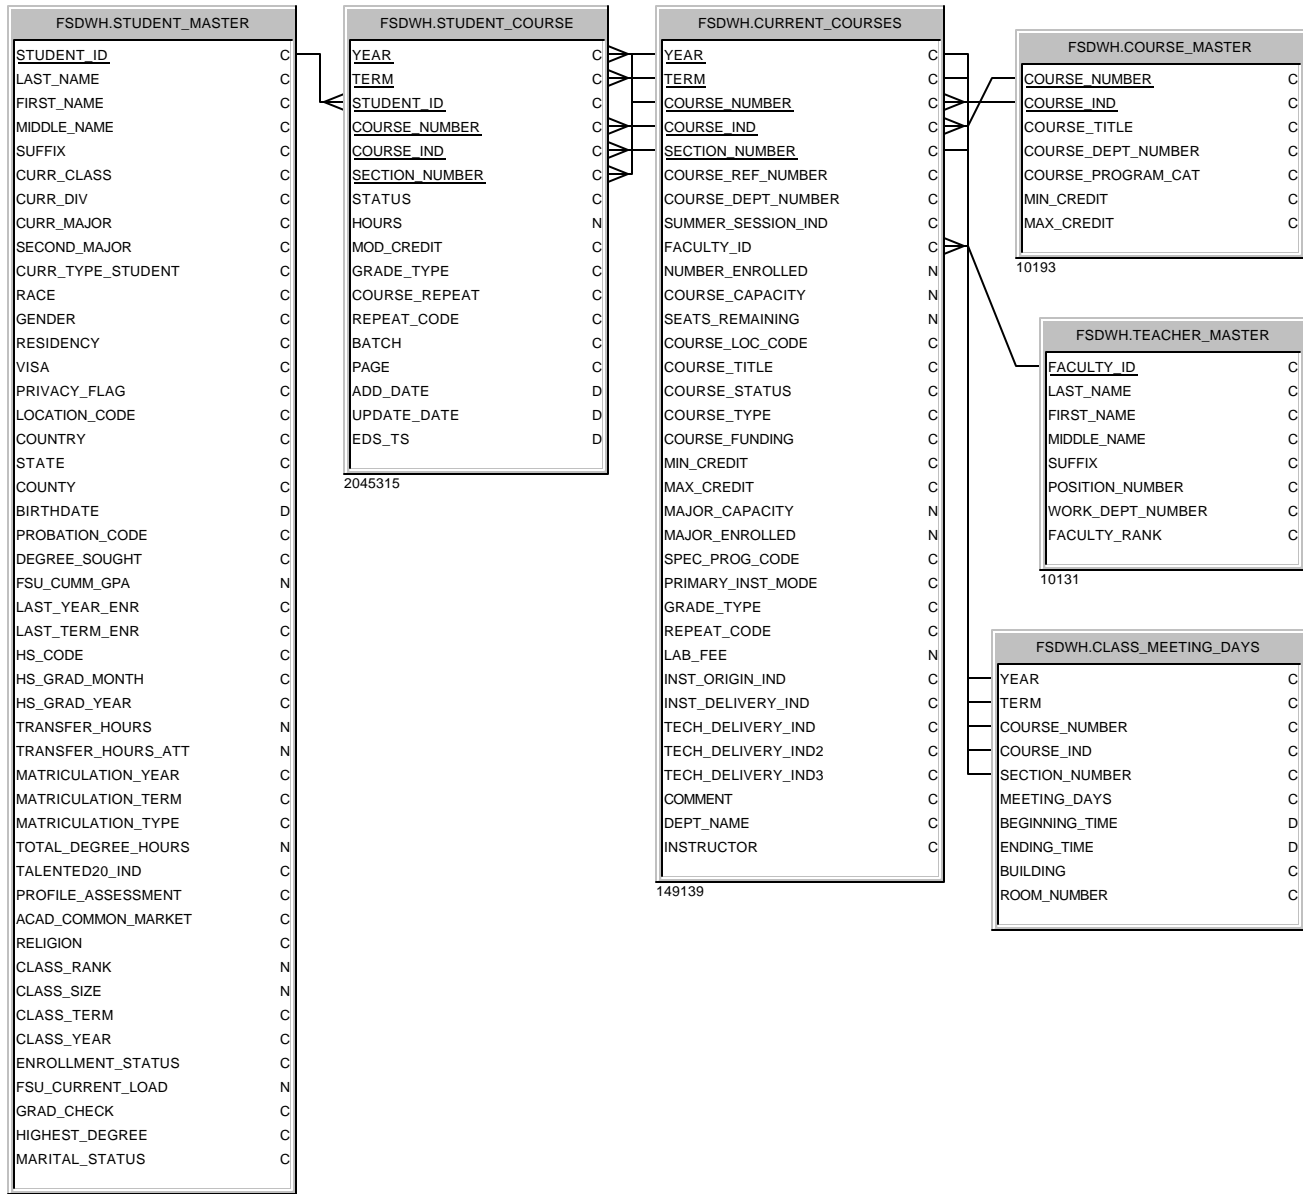 FSDWH.STUDENT_MASTER
STUDENT_ID C
LAST_NAME C
FIRST_NAME C
MIDDLE_NAME C
SUFFIX C
CURR_CLASS C
CURR_DIV C
CURR_MAJOR C
SECOND_MAJOR C
CURR_TYPE_STUDENT C
RACE C
GENDER C
RESIDENCY C
VISA C
PRIVACY_FLAG C
LOCATION_CODE C
COUNTRY C
STATE C
COUNTY C
BIRTHDATE D
PROBATION_CODE C
DEGREE_SOUGHT C
FSU_CUMM_GPA N
LAST_YEAR_ENR C
LAST_TERM_ENR C
HS_CODE C
HS_GRAD_MONTH C
HS_GRAD_YEAR C
TRANSFER_HOURS N
TRANSFER_HOURS_ATT N
MATRICULATION_YEAR C
MATRICULATION_TERM C
MATRICULATION_TYPE C
TOTAL_DEGREE_HOURS N
TALENTED20_IND C
PROFILE_ASSESSMENT C
ACAD_COMMON_MARKET C
RELIGION C
CLASS_RANK N
CLASS_SIZE N
CLASS_TERM C
CLASS_YEAR C
ENROLLMENT_STATUS C
FSU_CURRENT_LOAD N
GRAD_CHECK C
HIGHEST_DEGREE C
MARITAL_STATUS C
FSDWH.STUDENT_COURSE
YEAR C
TERM C
STUDENT_ID C
COURSE_NUMBER C
COURSE_IND C
SECTION_NUMBER C
STATUS C
HOURS N
MOD_CREDIT C
GRADE_TYPE C
COURSE_REPEAT C
REPEAT_CODE C
BATCH C
PAGE C
ADD_DATE D
UPDATE_DATE D
EDS_TS D
2045315
FSDWH.CURRENT_COURSES
YEAR C
TERM C
COURSE_NUMBER C
COURSE_IND C
SECTION_NUMBER C
COURSE_REF_NUMBER C
COURSE_DEPT_NUMBER C
SUMMER_SESSION_IND C
FACULTY_ID C
NUMBER_ENROLLED N
COURSE_CAPACITY N
SEATS_REMAINING N
COURSE_LOC_CODE C
COURSE_TITLE C
COURSE_STATUS C
COURSE_TYPE C
COURSE_FUNDING C
MIN_CREDIT C
MAX_CREDIT C
MAJOR_CAPACITY N
MAJOR_ENROLLED N
SPEC_PROG_CODE C
PRIMARY_INST_MODE C
GRADE_TYPE C
REPEAT_CODE C
LAB_FEE N
INST_ORIGIN_IND C
INST_DELIVERY_IND C
TECH_DELIVERY_IND C
TECH_DELIVERY_IND2 C
TECH_DELIVERY_IND3 C
COMMENT C
DEPT_NAME C
INSTRUCTOR C
149139
FSDWH.COURSE_MASTER
COURSE_NUMBER C
COURSE_IND C
COURSE_TITLE C
COURSE_DEPT_NUMBER C
COURSE_PROGRAM_CAT C
MIN_CREDIT C
MAX_CREDIT C
10193
FSDWH.TEACHER_MASTER
FACULTY_ID C
LAST_NAME C
FIRST_NAME C
MIDDLE_NAME C
SUFFIX C
POSITION_NUMBER C
WORK_DEPT_NUMBER C
FACULTY_RANK C
10131
FSDWH.CLASS_MEETING_DAYS
YEAR C
TERM C
COURSE_NUMBER C
COURSE_IND C
SECTION_NUMBER C
MEETING_DAYS C
BEGINNING_TIME D
ENDING_TIME D
BUILDING C
ROOM_NUMBER C